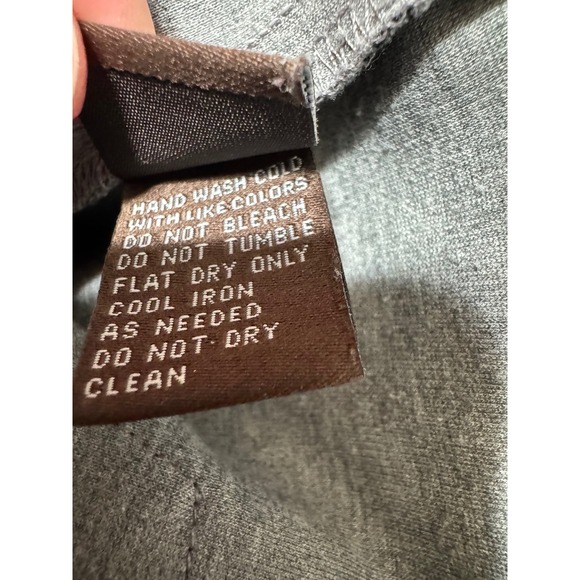 HAND WASH COLD
WITH LIKE COLORS
DO NOT BLEACH
DO NOT TUMBLE
FLAT DRY ONLY
COOL IRON
AS NEEDED
DO NOT DRY
CLEAN